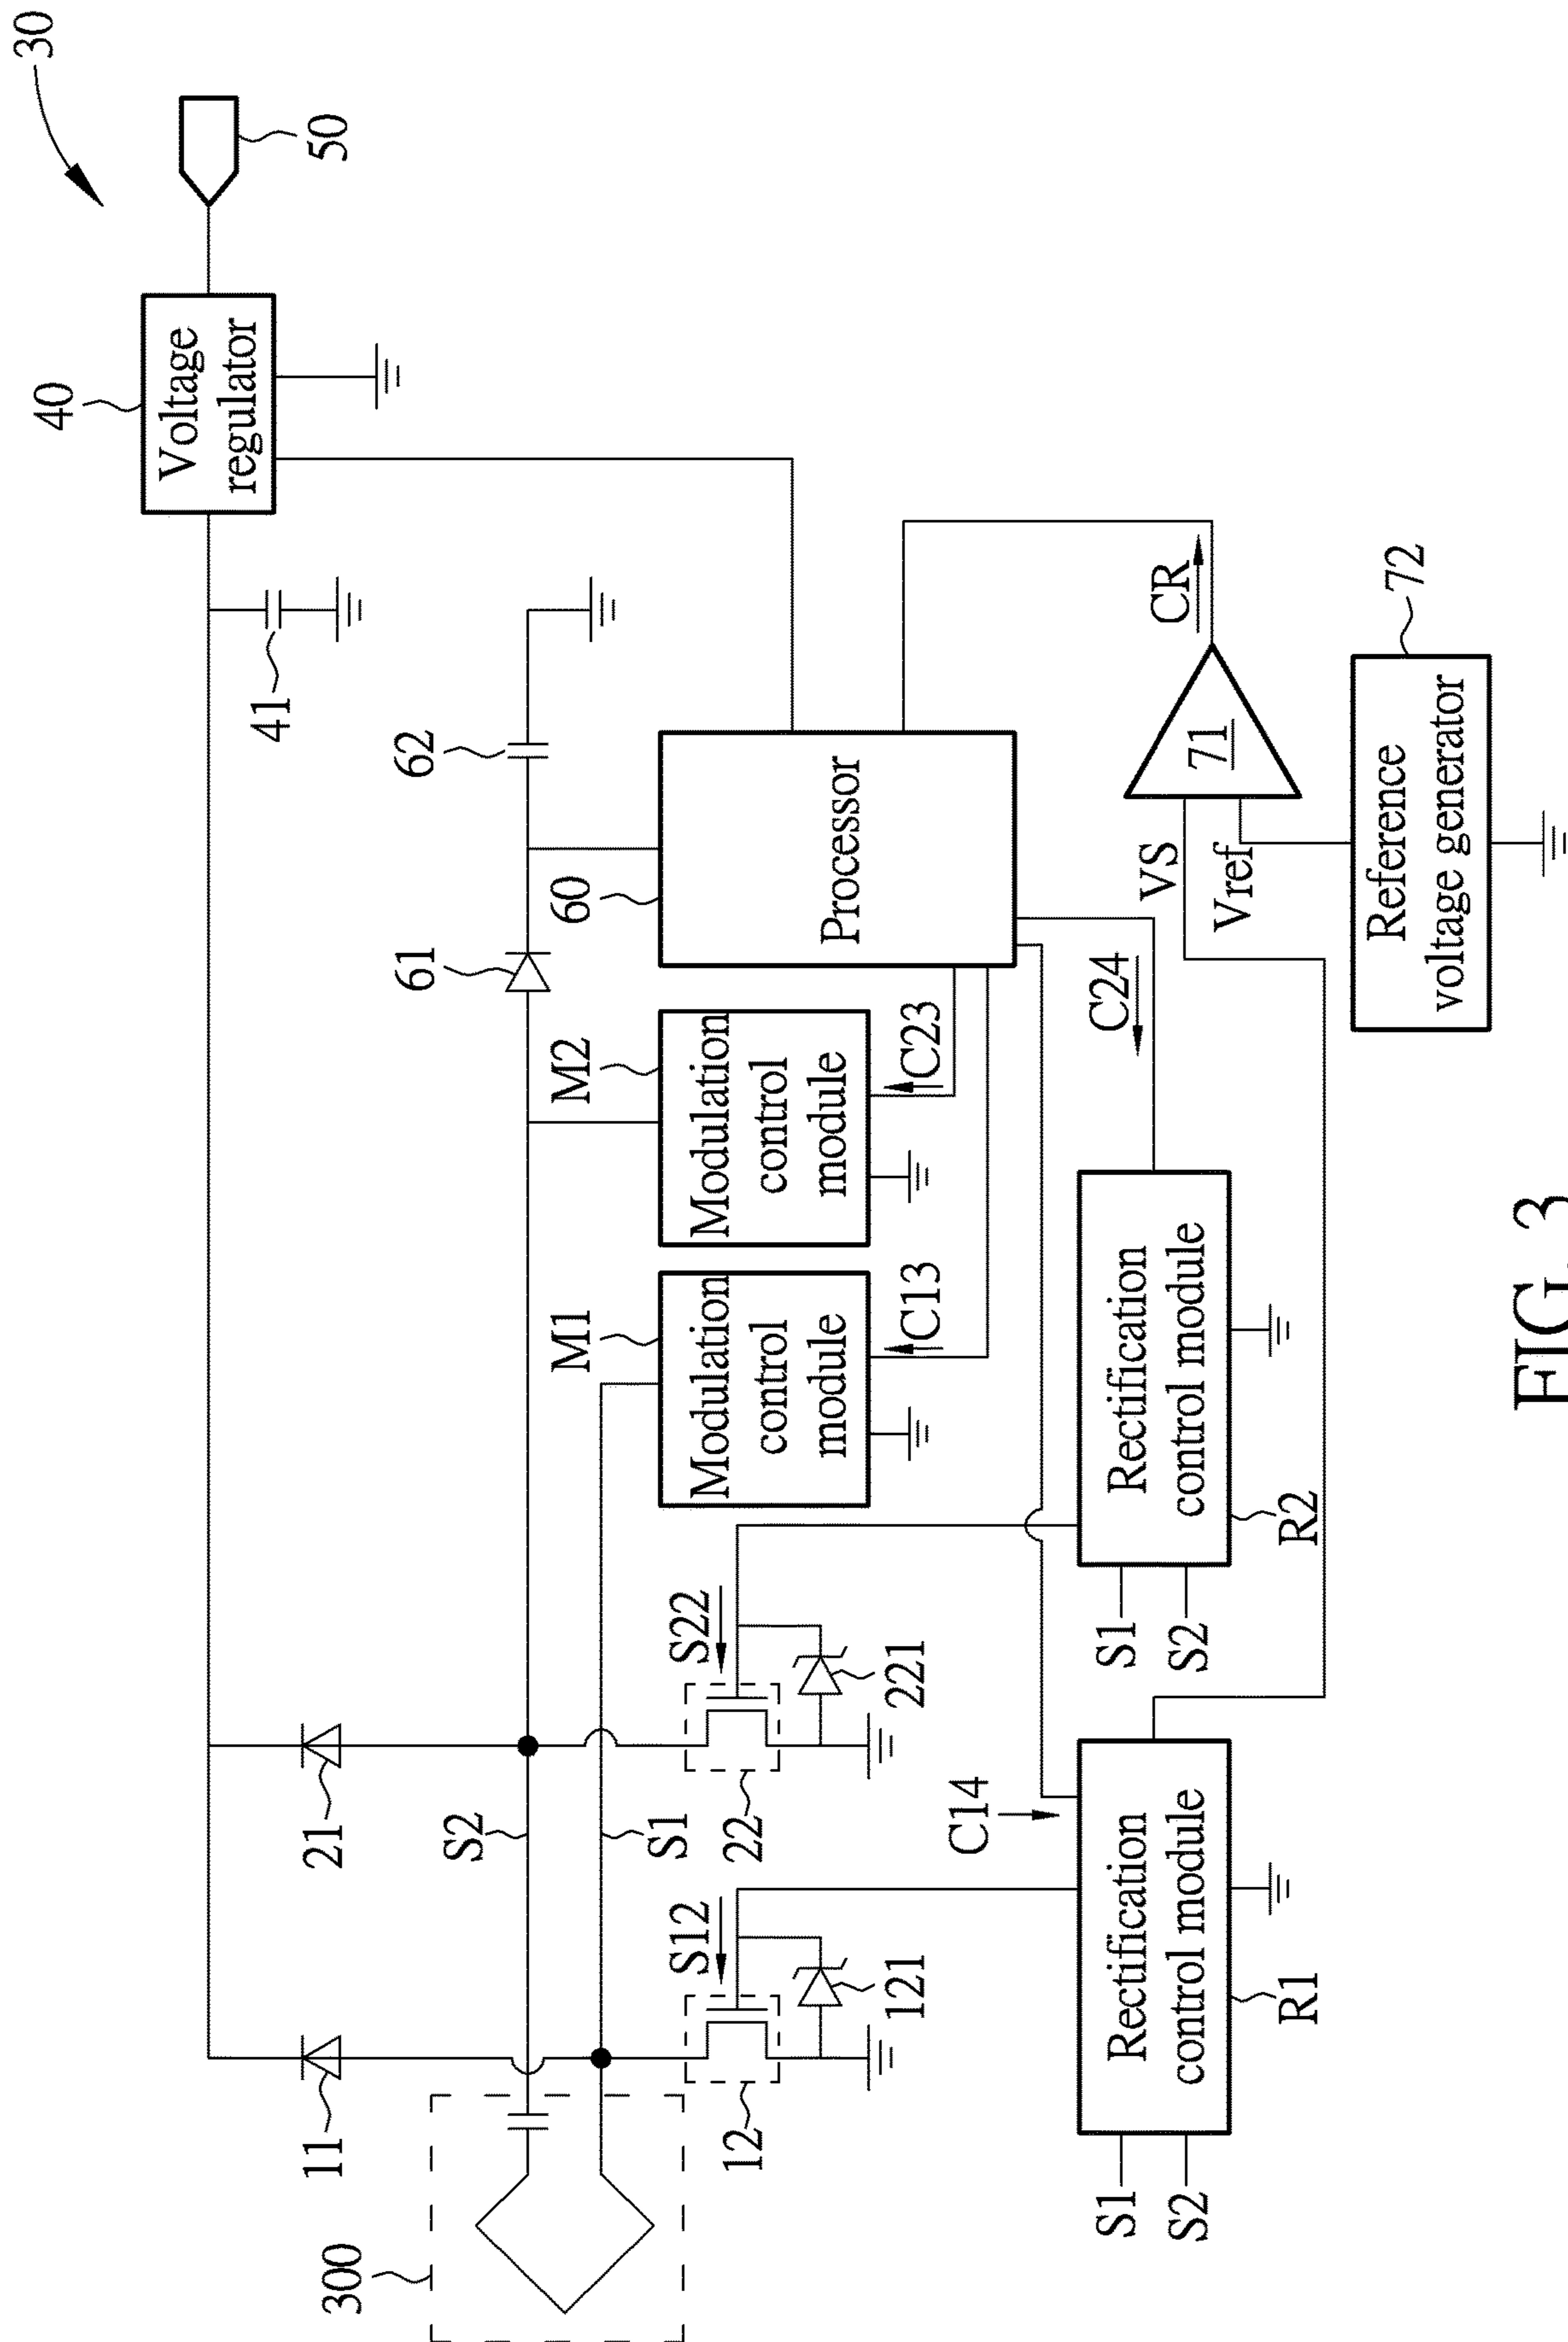 30
50
40
Voltage
regulator
41
62
61
60
Processor
M2
Modulation
control
module
C23
M1
Modulation
control
module
C13
CR
71
VS
Vref
72
Reference
voltage generator
C24
Rectification
control module
R2
S1
S2
21
S2
S1
22
S22
221
11
12
S12
121
300
C14
Rectification
control module
R1
S1
S2
FIG. 3